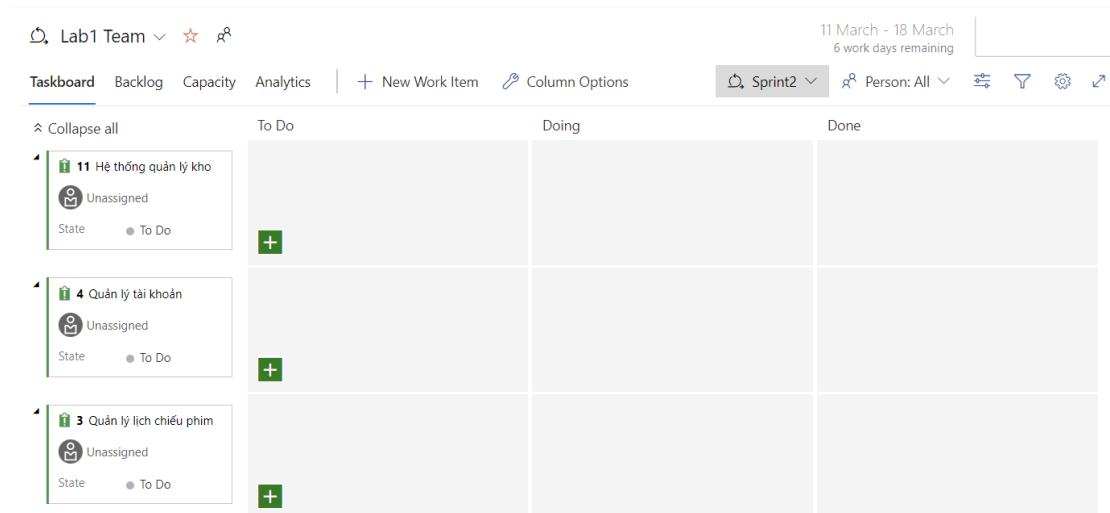 Lab1 Team
11 March - 18 March
6 work days remaining
Taskboard Backlog Capacity Analytics New Work Item Column Options Sprint2 Person: All
Collapse all To Do Doing Done
11 Hệ thống quản lý kho
Unassigned
State To Do
4 Quản lý tài khoản
Unassigned
State To Do
3 Quản lý lịch chiếu phim
Unassigned
State To Do